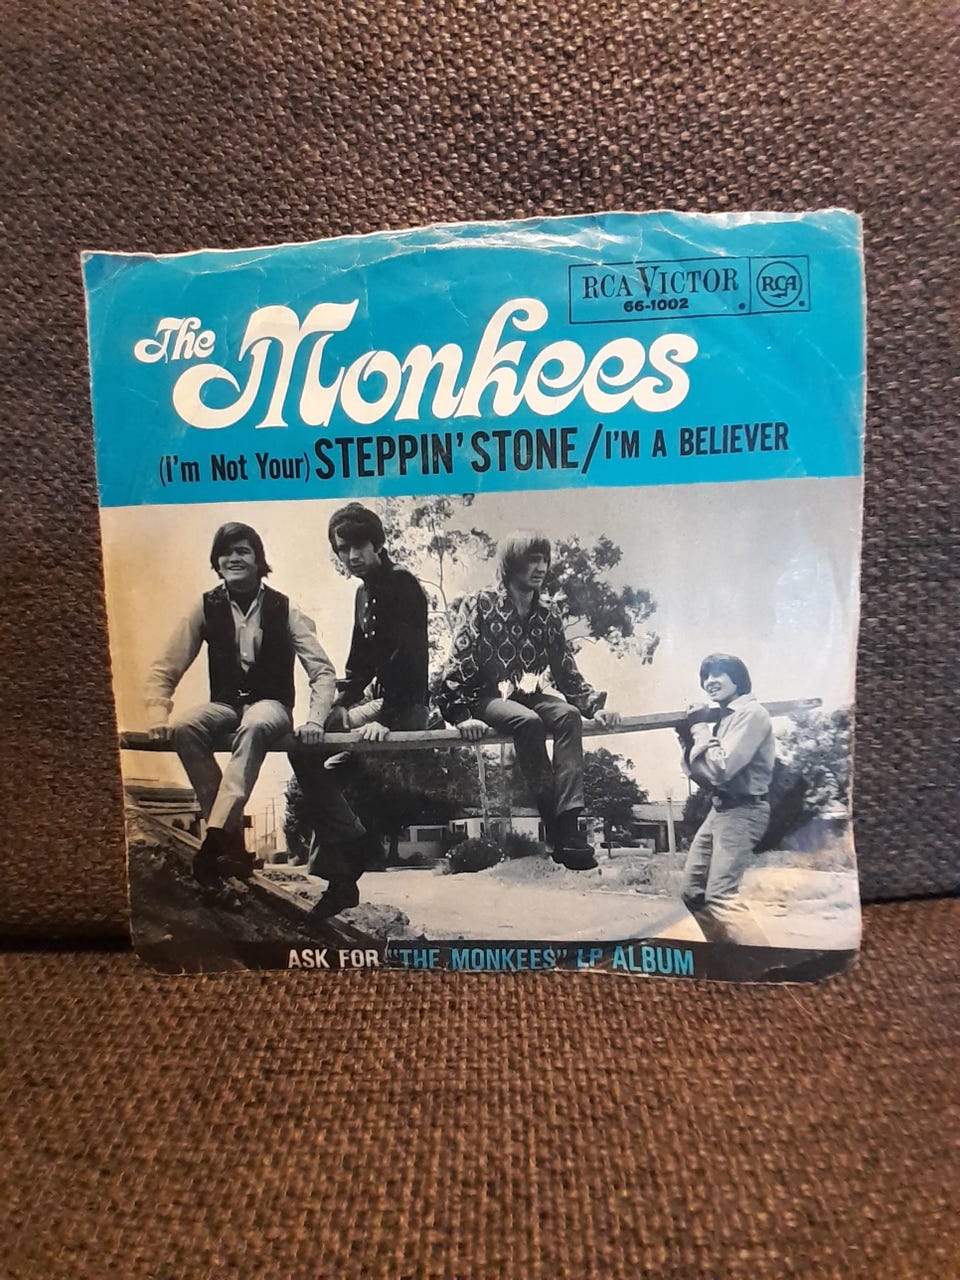 RCA VICTOR
66-1002
RCA
The Monkees
(i'm Not Your) STEPPIN' STONE/I'M A BELIEVER
ASK FOR "THE MONKEES" LP ALBUM